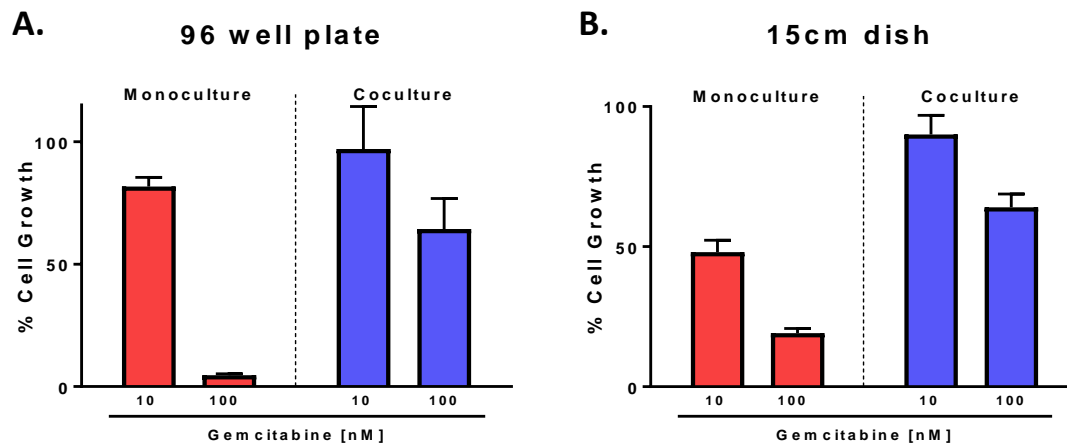 A.
96 well plate
Monoculture
Coculture
% Cell Growth
100
50
0
10
100
10
100
Gemcitabine [nM]
B.
15cm dish
Monoculture
Coculture
% Cell Growth
100
50
0
10
100
10
100
Gemcitabine [nM]